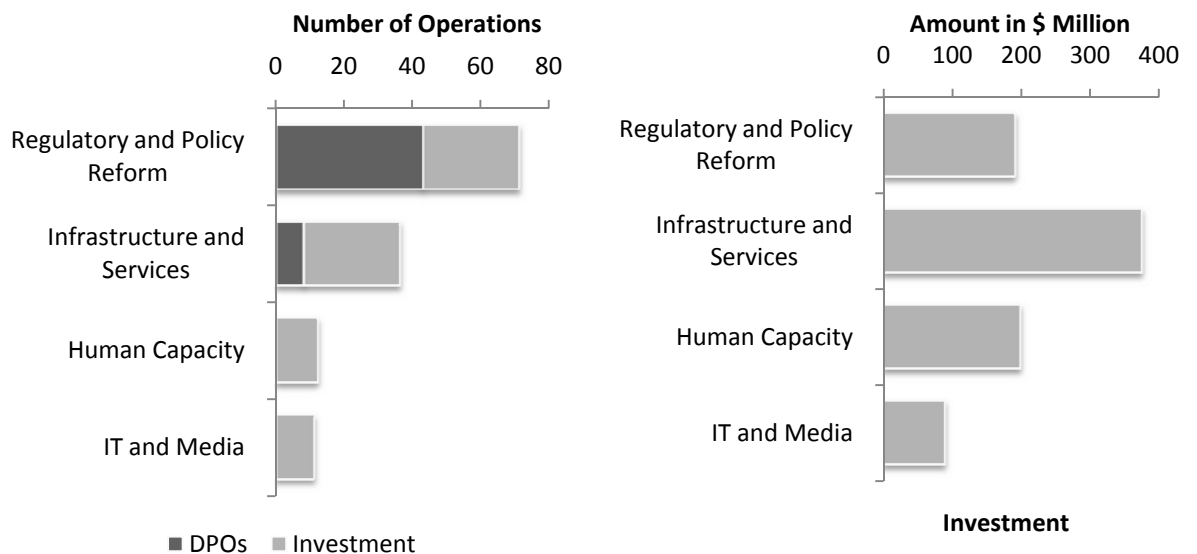 Number of Operations
0 20 40 60 80
Regulatory and Policy
Reform
Infrastructure and
Services
Human Capacity
IT and Media
DPOs Investment
Amount in $ Million
0 100 200 300 400
Regulatory and Policy
Reform
Infrastructure and
Services
Human Capacity
IT and Media
Investment